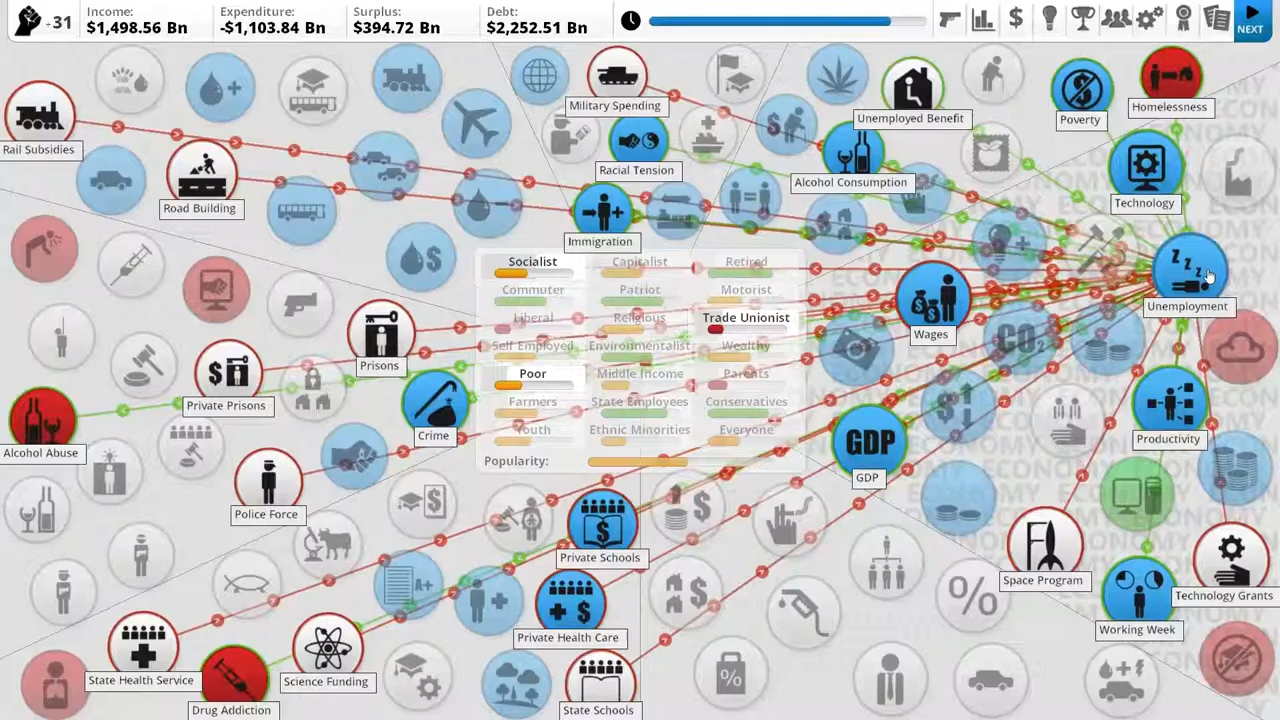 +31
Income:
$1,498.56 Bn
Expenditure:
-$1,103.84 Bn
Surplus:
$394.72 Bn
Debt:
$2,252.51 Bn
NEXT
Military Spending
Unemployed Benefit
Poverty
Homelessness
Rail Subsidies
Racial Tension
Alcohol Consumption
Technology
Road Building
Immigration
Unemployment
Socialist
Capitalist
Retired
Commuter
Patriot
Motorist
Liberal
Religious
Trade Unionist
Self Employed
Environmentalist
Wealthy
Poor
Middle Income
Parents
Farmers
State Employees
Conservatives
Youth
Ethnic Minorities
Everyone
Popularity:
Wages
Prisons
Private Prisons
Crime
Alcohol Abuse
CO2
GDP
GDP
Productivity
Police Force
Private Schools
Space Program
Technology Grants
Working Week
Private Health Care
State Health Service
Science Funding
Drug Addiction
State Schools
A+
ECONOMY